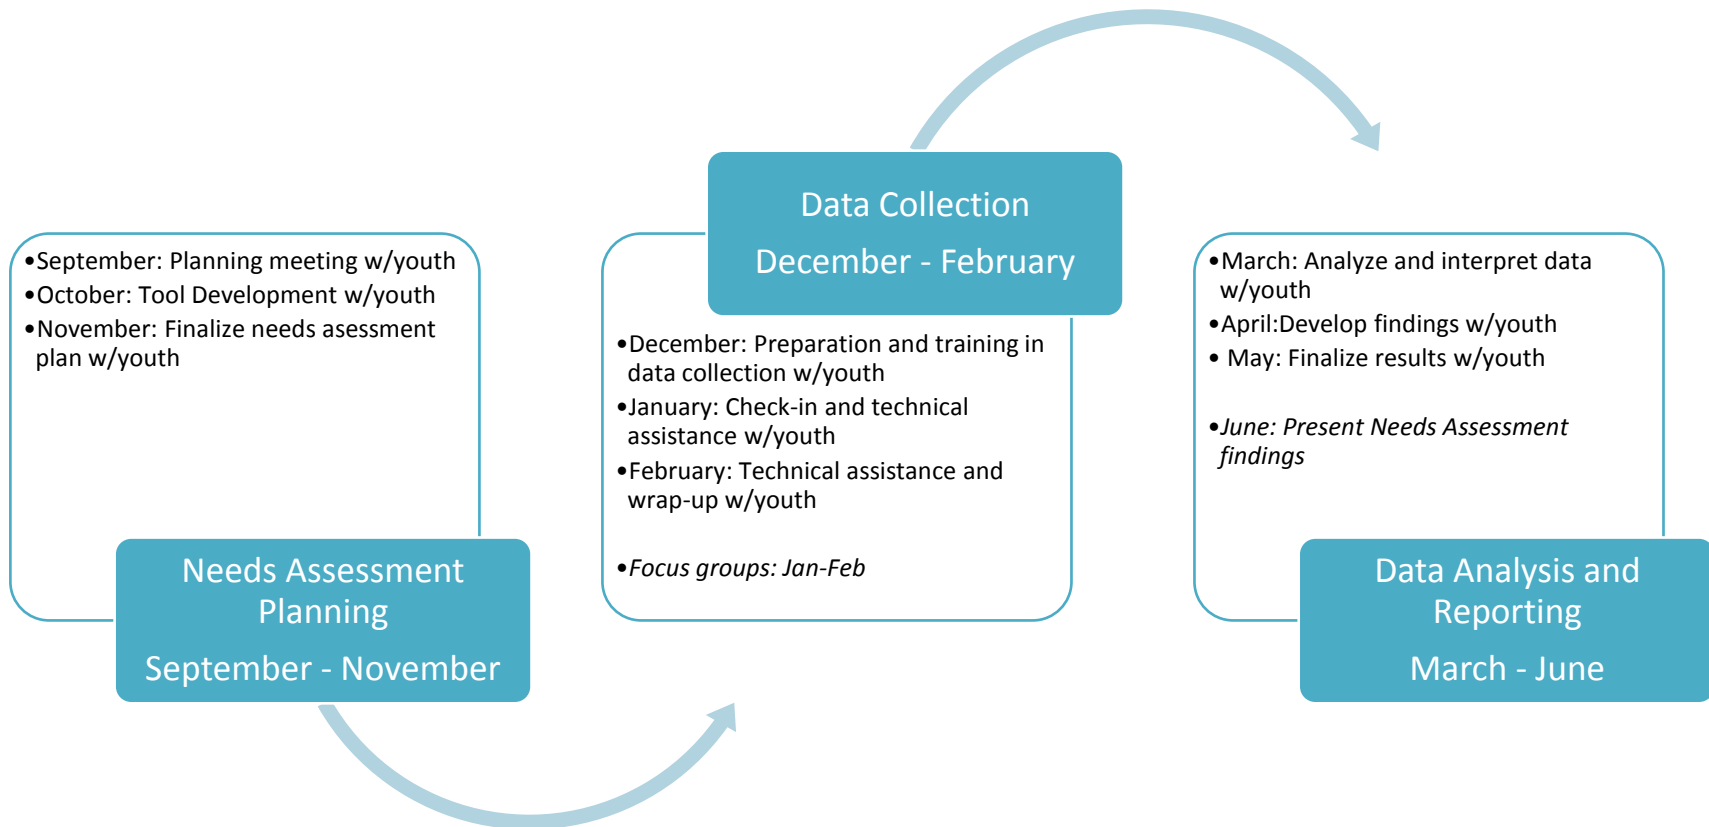 •September: Planning meeting w/youth
•October: Tool Development w/youth
•November: Finalize needs asessment
plan w/youth
Needs Assessment
Planning
September - November
Data Collection
December - February
•December: Preparation and training in
data collection w/youth
•January: Check-in and technical
assistance w/youth
•February: Technical assistance and
wrap-up w/youth
•Focus groups: Jan-Feb
•March: Analyze and interpret data
w/youth
•April:Develop findings w/youth
• May: Finalize results w/youth
•June: Present Needs Assessment
findings
Data Analysis and
Reporting
March - June